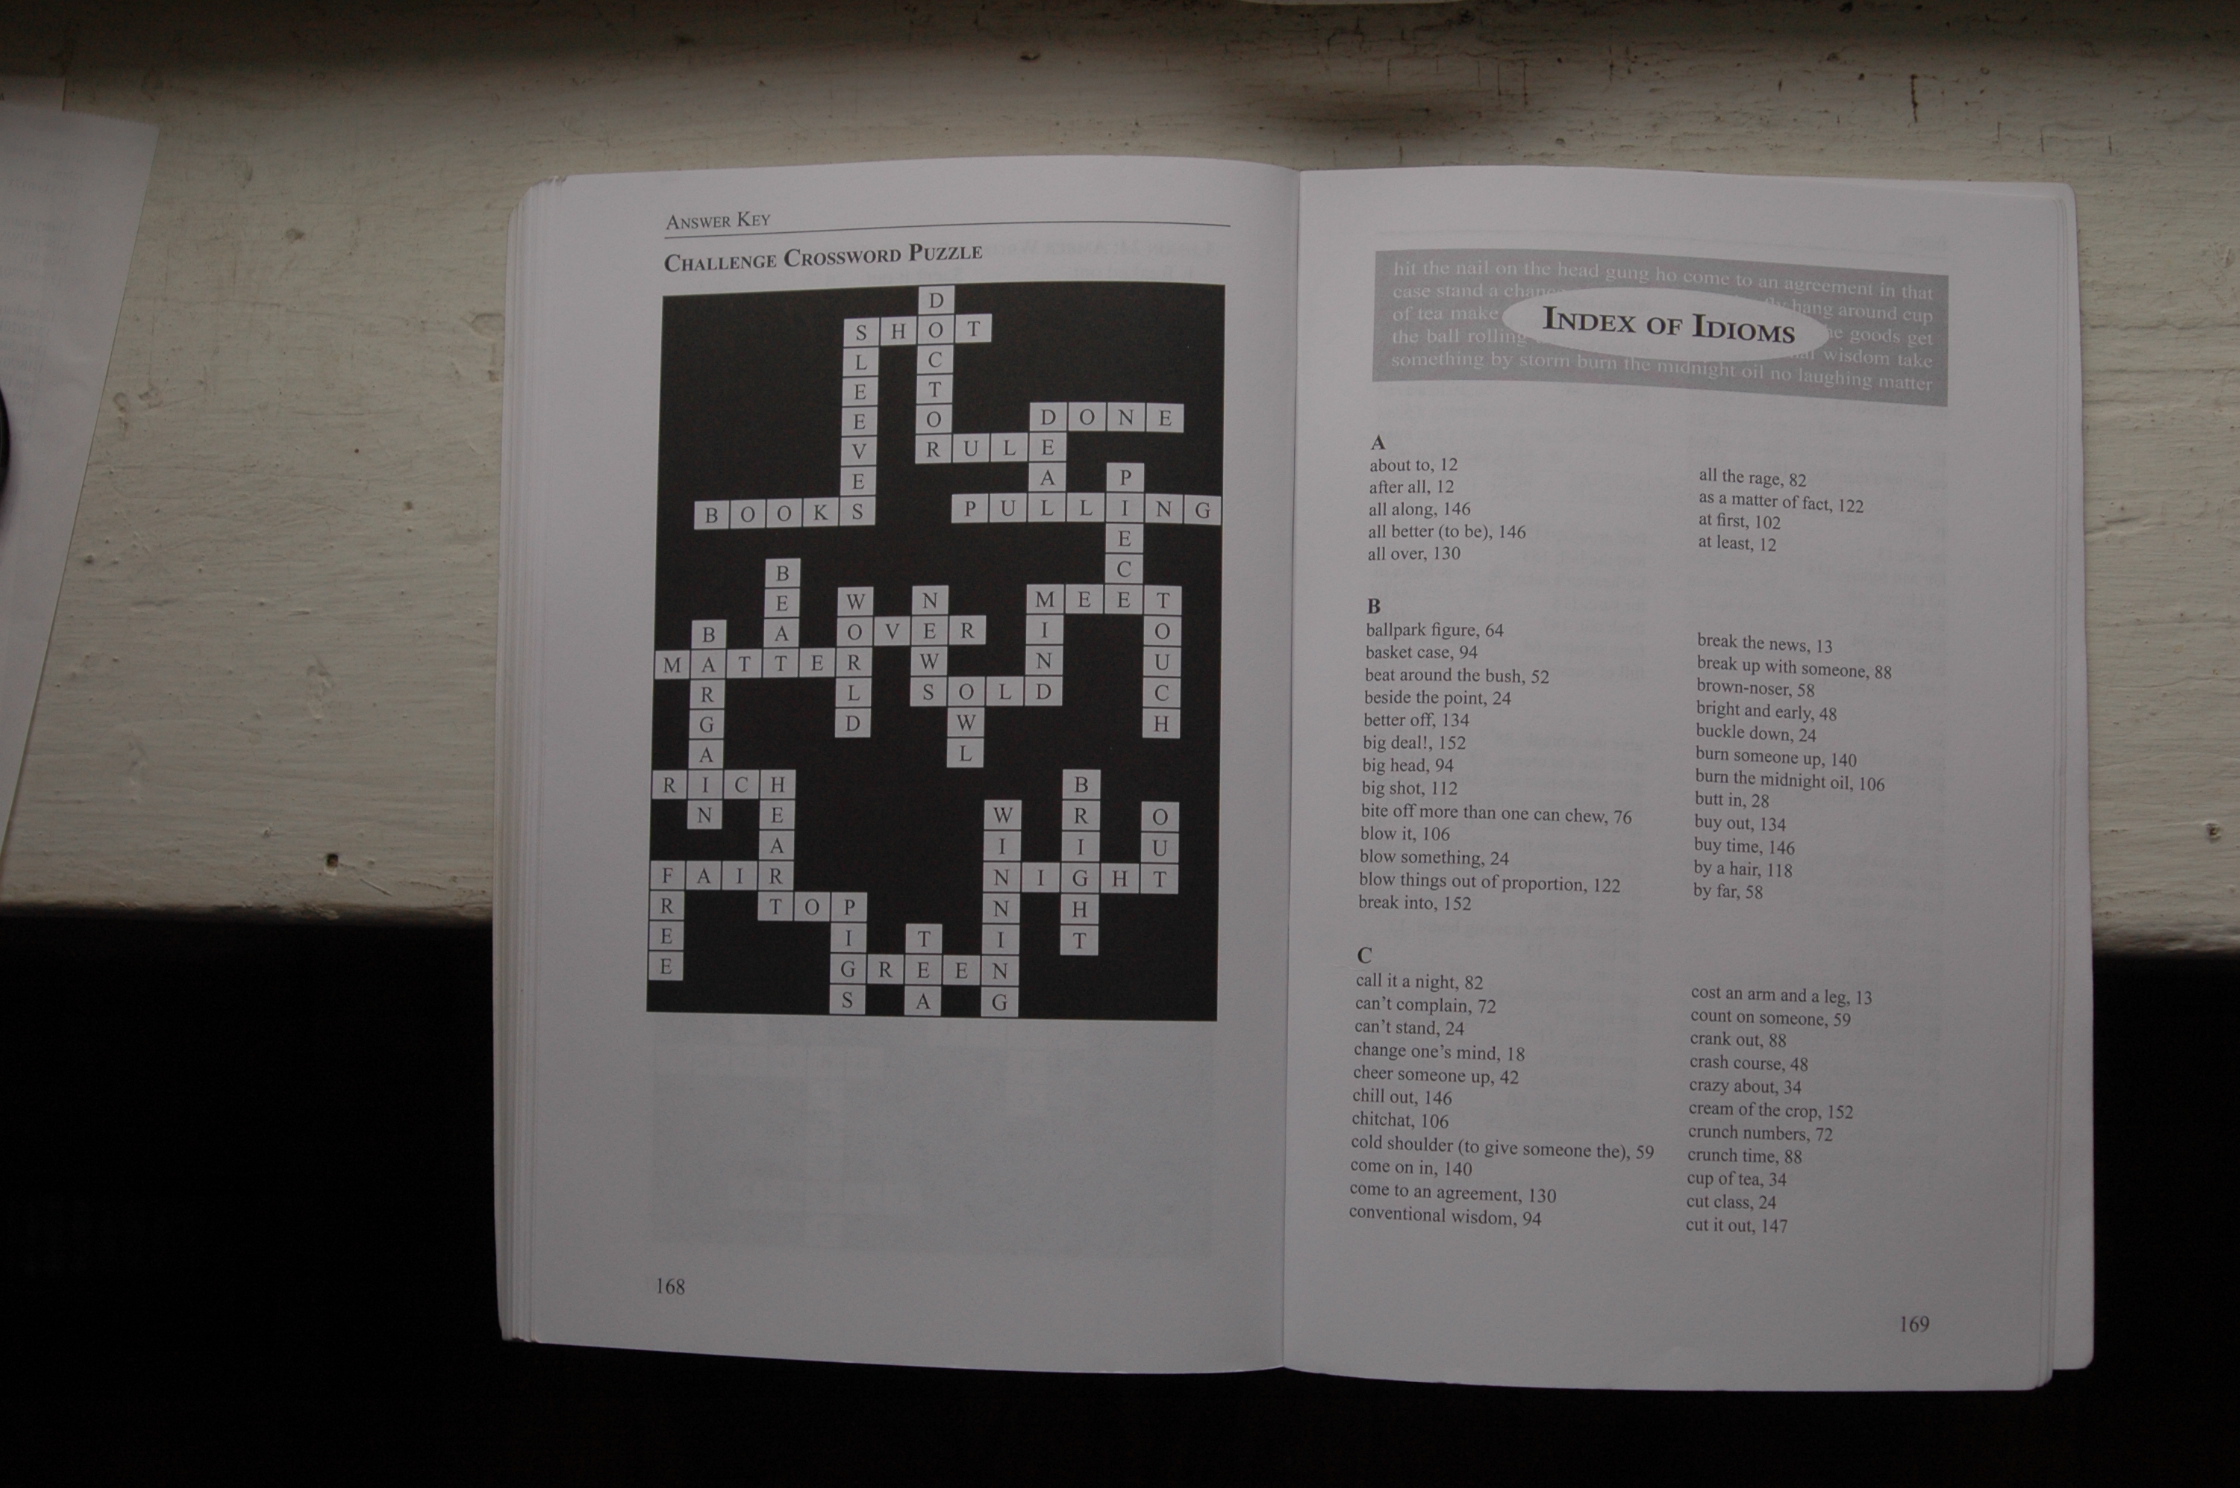 ANSWER KEY
CHALLENGE CROSSWORD PUZZLE
D
S H O T
L C
E T
E O D O N E
V R U L E
E A P
B O O K S P U L L I N G
E
B C
E W N M E E T
B A O V E R I O
M A T T E R W N U
R L S O L D C
G D W H
A L
R I C H B
N E W R O
A I I U
F A I R N I G H T
R T O P N H
E I T I T
E G R E E N
S A G
168
hit the nail on the head gung ho come to an agreement in that
case stand a chance hang around cup
of tea make goods get
the ball rolling wisdom take
something by storm burn the midnight oil no laughing matter
INDEX OF IDIOMS
A
about to, 12
after all, 12
all along, 146
all better (to be), 146
all over, 130
all the rage, 82
as a matter of fact, 122
at first, 102
at least, 12
B
ballpark figure, 64
basket case, 94
beat around the bush, 52
beside the point, 24
better off, 134
big deal!, 152
big head, 94
big shot, 112
bite off more than one can chew, 76
blow it, 106
blow something, 24
blow things out of proportion, 122
break into, 152
break the news, 13
break up with someone, 88
brown-noser, 58
bright and early, 48
buckle down, 24
burn someone up, 140
burn the midnight oil, 106
butt in, 28
buy out, 134
buy time, 146
by a hair, 118
by far, 58
C
call it a night, 82
can't complain, 72
can't stand, 24
change one's mind, 18
cheer someone up, 42
chill out, 146
chitchat, 106
cold shoulder (to give someone the), 59
come on in, 140
come to an agreement, 130
conventional wisdom, 94
cost an arm and a leg, 13
count on someone, 59
crank out, 88
crash course, 48
crazy about, 34
cream of the crop, 152
crunch numbers, 72
crunch time, 88
cup of tea, 34
cut class, 24
cut it out, 147
169